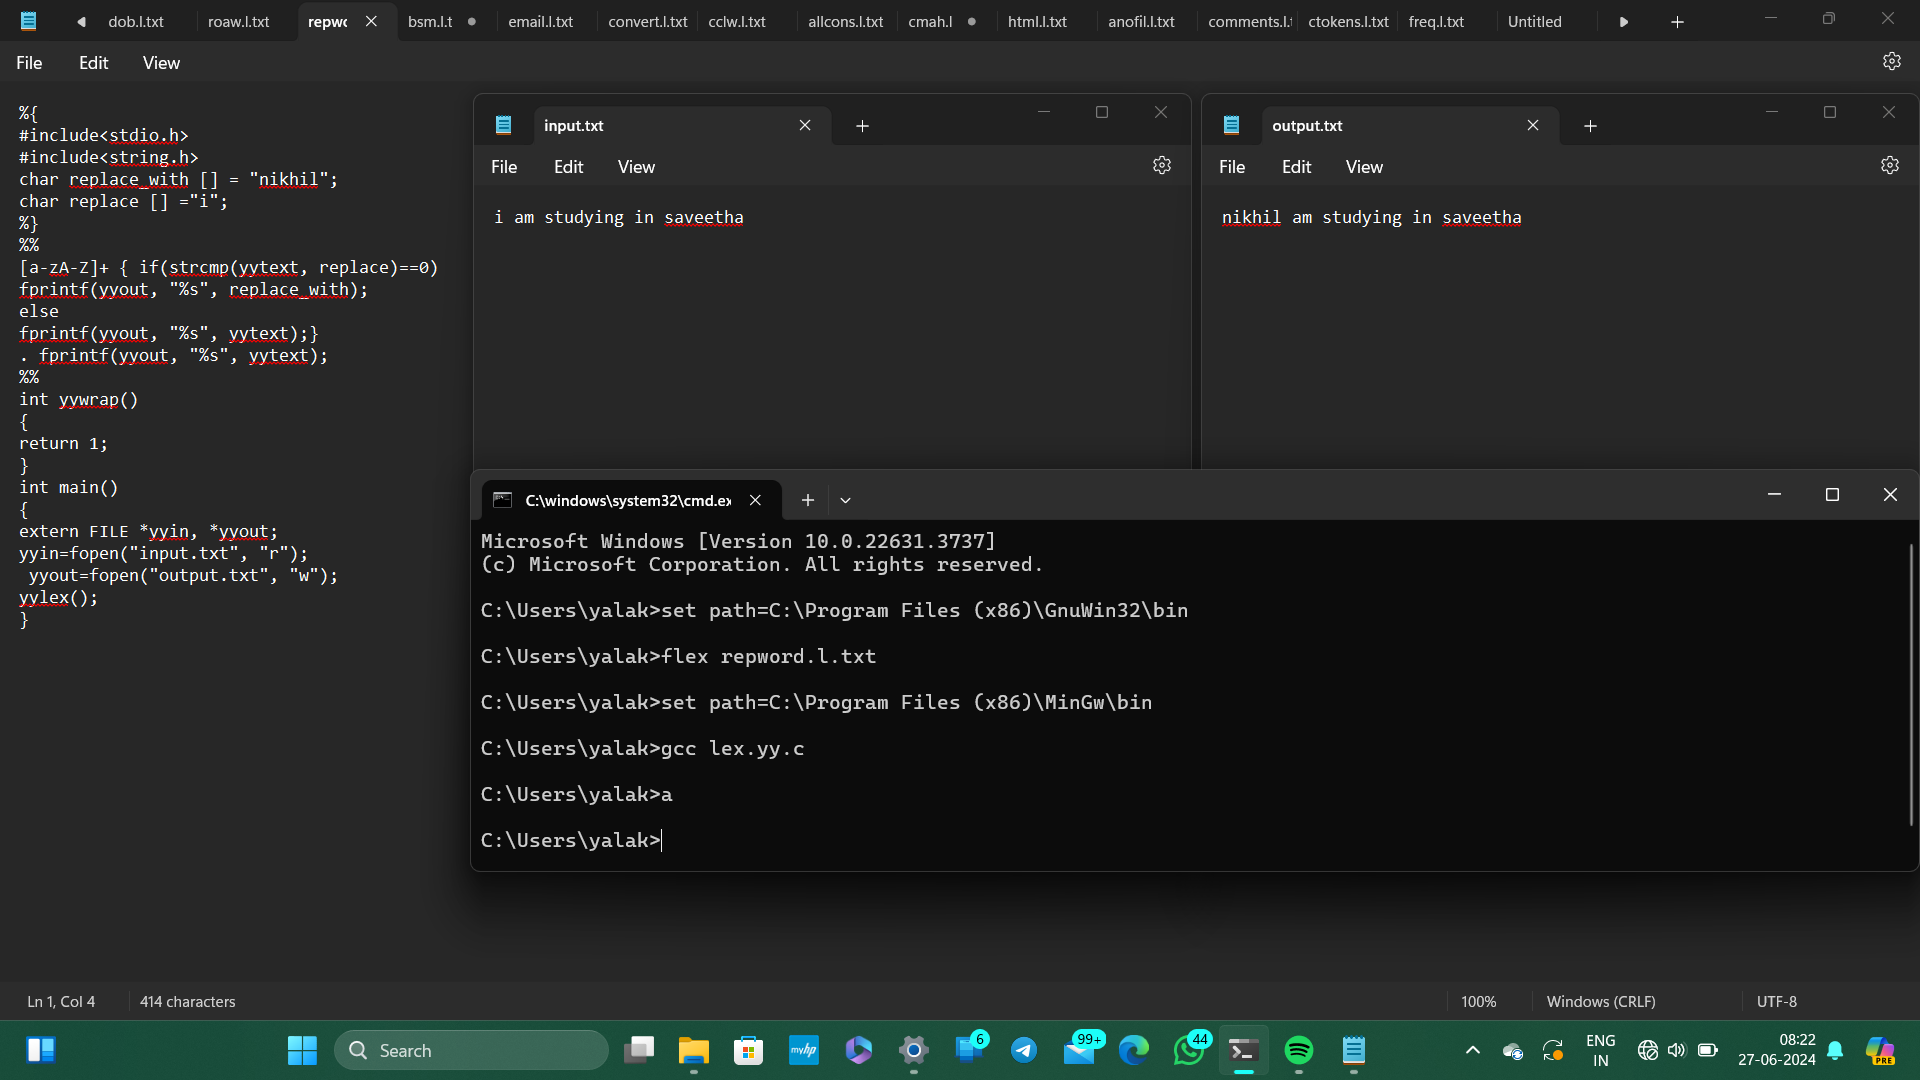 dob.l.txt roaw.l.txt repwc bsm.l.t email.l.txt convert.l.txt cclw.l.txt allcons.l.txt cmah.l html.l.txt anofil.l.txt comments.l. ctokens.l.txt freq.l.txt Untitled
File Edit View
%{
#include<stdio.h>
#include<string.h>
char replace_with [] = "nikhil";
char replace [] ="i";
%}
%%
[a-zA-Z]+ { if(strcmp(yytext, replace)==0)
fprintf(yyout, "%s", replace_with);
else
fprintf(yyout, "%s", yytext);}
. fprintf(yyout, "%s", yytext);
%%
int yywrap()
{
return 1;
}
int main()
{
extern FILE *yyin, *yyout;
yyin=fopen("input.txt", "r");
yyout=fopen("output.txt", "w");
yylex();
}
input.txt
File Edit View
i am studying in saveetha
output.txt
File Edit View
nikhil am studying in saveetha
C:\windows\system32\cmd.ex
Microsoft Windows [Version 10.0.22631.3737]
(c) Microsoft Corporation. All rights reserved.
C:\Users\yalak>set path=C:\Program Files (x86)\GnuWin32\bin
C:\Users\yalak>flex repword.l.txt
C:\Users\yalak>set path=C:\Program Files (x86)\MinGw\bin
C:\Users\yalak>gcc lex.yy.c
C:\Users\yalak>a
C:\Users\yalak>
Ln 1, Col 4 414 characters 100% Windows (CRLF) UTF-8
Search myhp 6 99+ 44 ENG
IN
08:22
27-06-2024
PRE